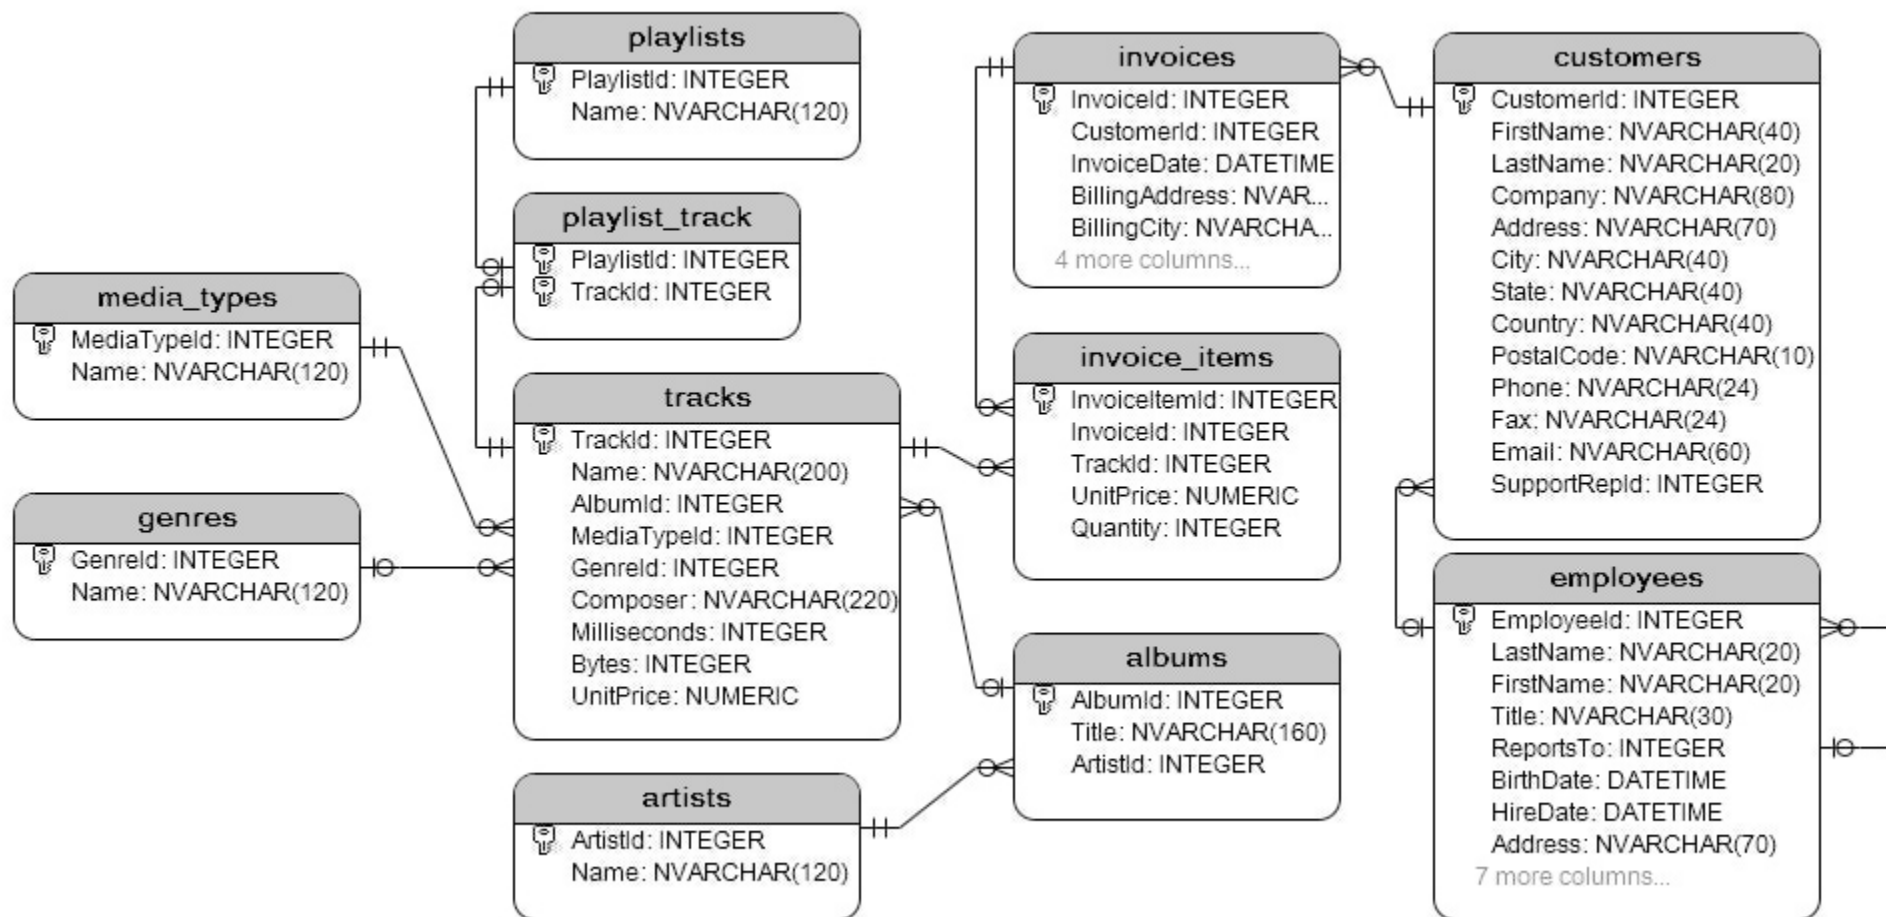 playlists
PlaylistId: INTEGER
Name: NVARCHAR(120)
playlist_track
PlaylistId: INTEGER
TrackId: INTEGER
media_types
MediaTypeId: INTEGER
Name: NVARCHAR(120)
genres
GenreId: INTEGER
Name: NVARCHAR(120)
tracks
TrackId: INTEGER
Name: NVARCHAR(200)
AlbumId: INTEGER
MediaTypeId: INTEGER
GenreId: INTEGER
Composer: NVARCHAR(220)
Milliseconds: INTEGER
Bytes: INTEGER
UnitPrice: NUMERIC
artists
ArtistId: INTEGER
Name: NVARCHAR(120)
invoices
InvoiceId: INTEGER
CustomerId: INTEGER
InvoiceDate: DATETIME
BillingAddress: NVAR...
BillingCity: NVARCHA...
4 more columns...
invoice_items
InvoiceItemId: INTEGER
InvoiceId: INTEGER
TrackId: INTEGER
UnitPrice: NUMERIC
Quantity: INTEGER
albums
AlbumId: INTEGER
Title: NVARCHAR(160)
ArtistId: INTEGER
customers
CustomerId: INTEGER
FirstName: NVARCHAR(40)
LastName: NVARCHAR(20)
Company: NVARCHAR(80)
Address: NVARCHAR(70)
City: NVARCHAR(40)
State: NVARCHAR(40)
Country: NVARCHAR(40)
PostalCode: NVARCHAR(10)
Phone: NVARCHAR(24)
Fax: NVARCHAR(24)
Email: NVARCHAR(60)
SupportRepId: INTEGER
employees
EmployeeId: INTEGER
LastName: NVARCHAR(20)
FirstName: NVARCHAR(20)
Title: NVARCHAR(30)
ReportsTo: INTEGER
BirthDate: DATETIME
HireDate: DATETIME
Address: NVARCHAR(70)
7 more columns...